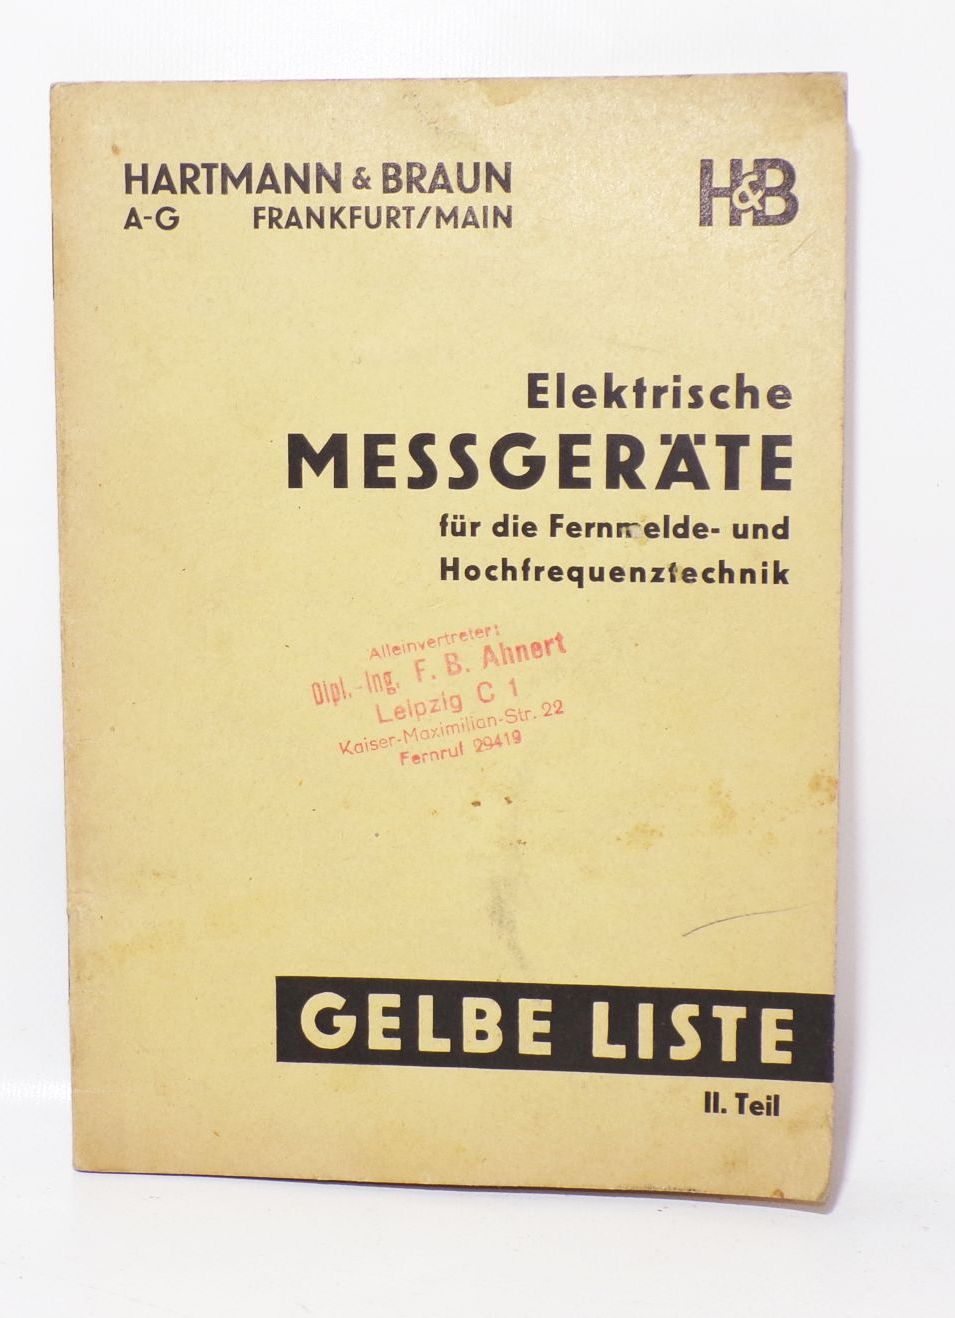 HARTMANN & BRAUN
A-G FRANKFURT/MAIN
H&B
Elektrische
MESSGERÄTE
für die Fernmelde- und
Hochfrequenztechnik
Alleinvertreter:
Dipl.-Ing. F. B. Ahnert
Leipzig C 1
Kaiser-Maximilian-Str. 22
Fernruf 29419
GELBE LISTE
II. Teil